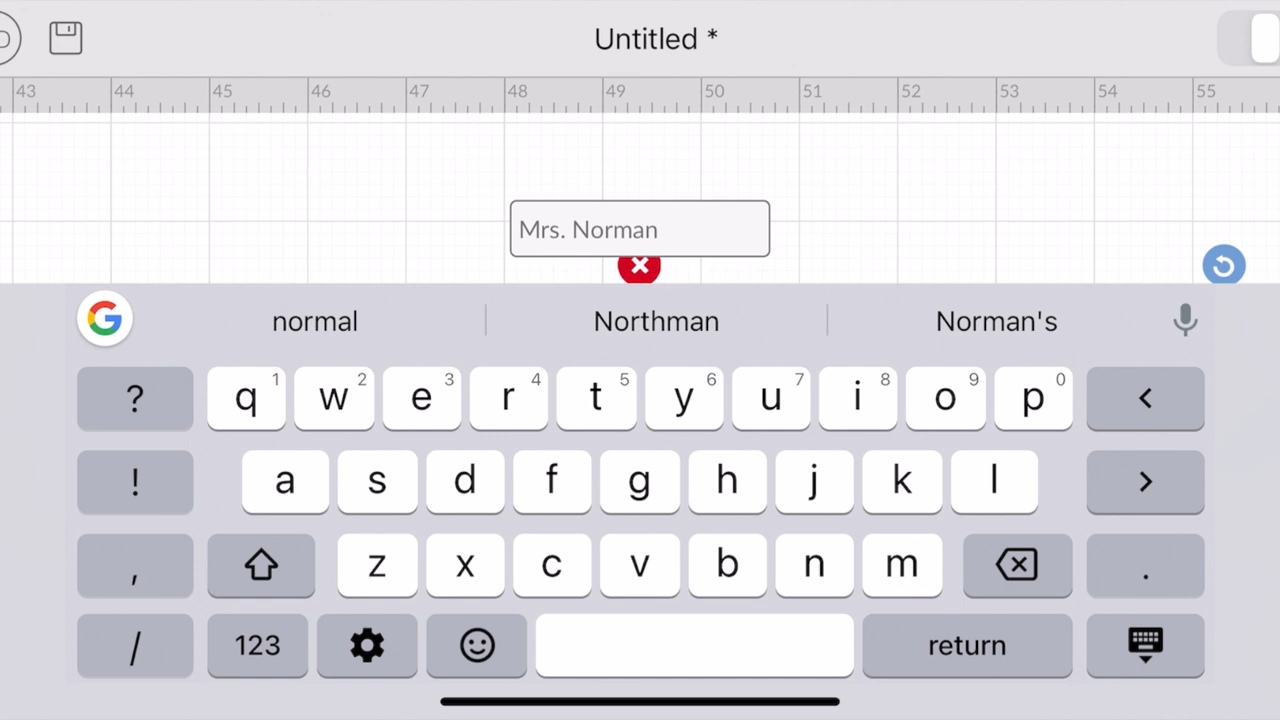 Untitled *
43 44 45 46 47 48 49 50 51 52 53 54 55
Mrs. Norman
normal Northman Norman's
? q 1 w 2 e 3 r 4 t 5 y 6 u 7 i 8 o 9 p 0 <
! a s d f g h j k l >
, z x c v b n m .
/ 123 return